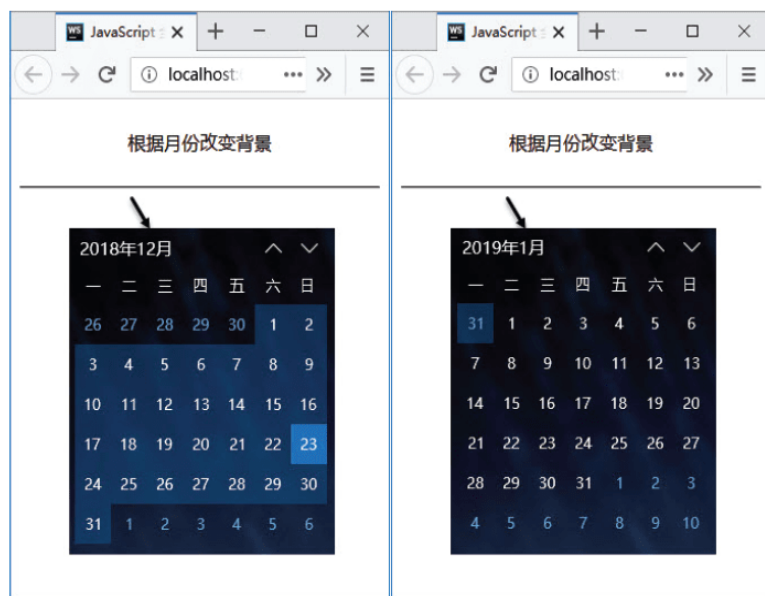 JavaScript
localhost:
根据月份改变背景
2018年12月
一 二 三 四 五 六 日
26 27 28 29 30 1 2
3 4 5 6 7 8 9
10 11 12 13 14 15 16
17 18 19 20 21 22 23
24 25 26 27 28 29 30
31 1 2 3 4 5 6
JavaScript
localhost:
根据月份改变背景
2019年1月
一 二 三 四 五 六 日
31 1 2 3 4 5 6
7 8 9 10 11 12 13
14 15 16 17 18 19 20
21 22 23 24 25 26 27
28 29 30 31 1 2 3
4 5 6 7 8 9 10